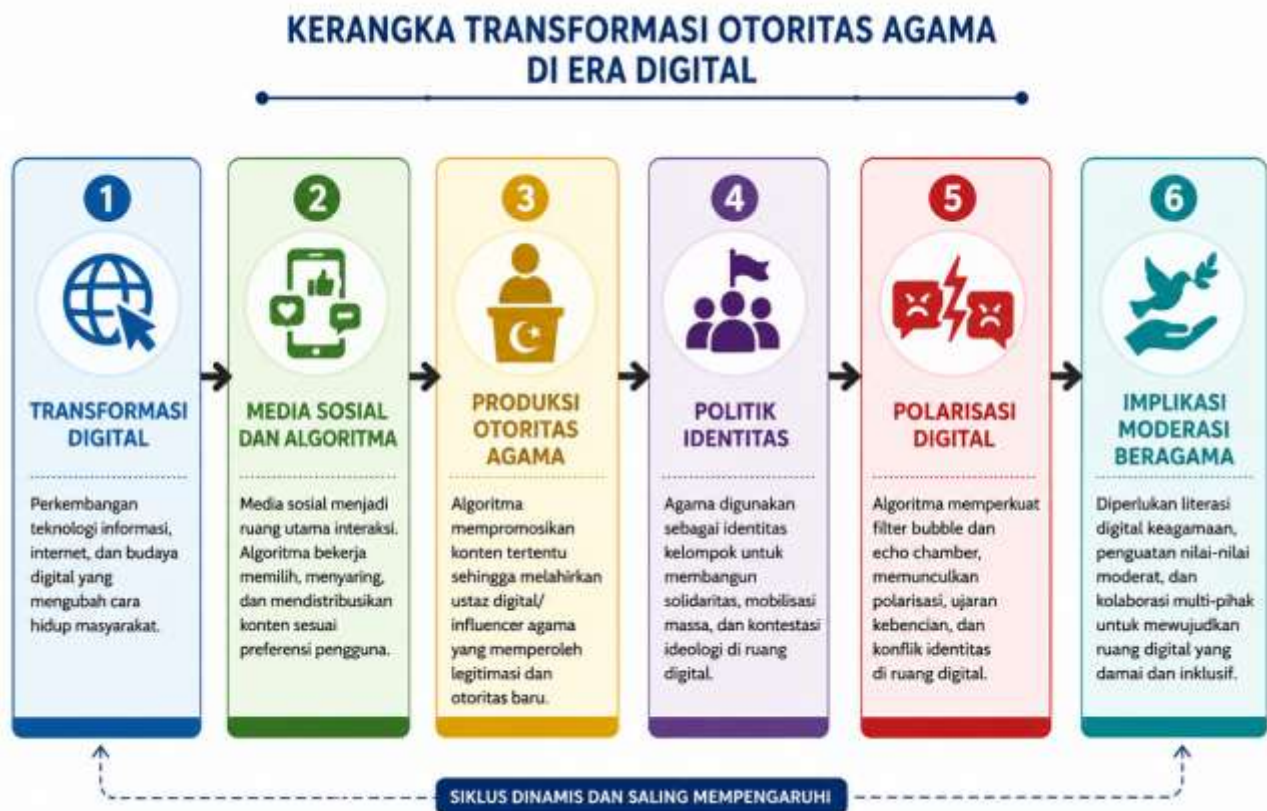 KERANGKA TRANSFORMASI OTORITAS AGAMA
DI ERA DIGITAL
1
TRANSFORMASI
DIGITAL
Perkembangan
teknologi informasi,
internet, dan budaya
digital yang
mengubah cara
hidup masyarakat.
2
MEDIA SOSIAL
DAN ALGORITMA
Media sosial menjadi
ruang utama interaksi.
Algoritma bekerja
memilih, menyaring,
dan mendistribusikan
konten sesuai
preferensi pengguna.
3
PRODUKSI
OTORITAS
AGAMA
Algoritma
mempromosikan
konten tertentu
sehingga melahirkan
ustaz digital/
influencer agama
yang memperoleh
legitimasi dan
otoritas baru.
4
POLITIK
IDENTITAS
Agama digunakan
sebagai identitas
kelompok untuk
membangun
solidaritas, mobilisasi
massa, dan kontestasi
ideologi di ruang
digital.
5
POLARISASI
DIGITAL
Algoritma memperkuat
filter bubble dan
echo chamber,
memunculkan
polarisasi, ujaran
kebencian, dan
konflik identitas
di ruang digital.
6
IMPLIKASI
MODERASI
BERAGAMA
Diperlukan literasi
digital keagamaan,
penguatan nilai-nilai
moderat, dan
kolaborasi multi-pihak
untuk mewujudkan
ruang digital yang
damai dan inklusif.
SIKLUS DINAMIS DAN SALING MEMPENGARUHI